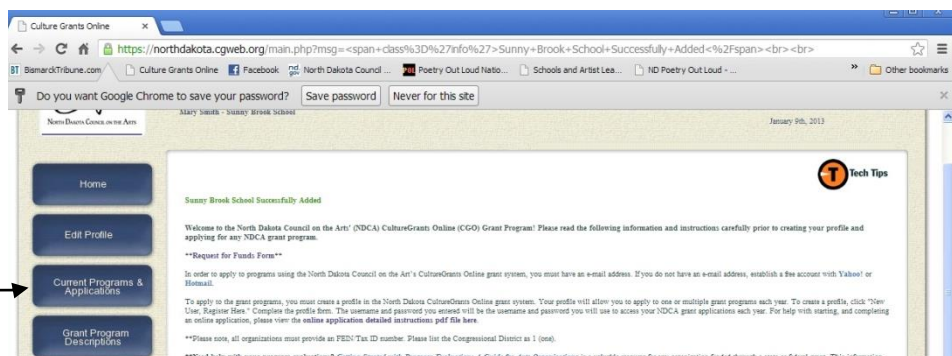 Culture Grants Online
https://northdakota.cgweb.org/main.php?msg=<span+class%3D%27info%27>Sunny+Brook+School+Successfully+Added<%2Fspan><br><br>
BT BismarckTribune.com Culture Grants Online Facebook North Dakota Council ... POL Poetry Out Loud Natio... Schools and Artist Lea... ND Poetry Out Loud - ... » Other bookmarks
Do you want Google Chrome to save your password? Save password Never for this site
North Dakota Council on the Arts
Mary Smith - Sunny Brook School
January 9th, 2013
Tech Tips
Home
Edit Profile
Current Programs &
Applications
Grant Program
Descriptions
Sunny Brook School Successfully Added
Welcome to the North Dakota Council on the Arts' (NDCA) CultureGrants Online (CGO) Grant Program! Please read the following information and instructions carefully prior to creating your profile and
applying for any NDCA grant program.
**Request for Funds Form**
In order to apply to programs using the North Dakota Council on the Art's CultureGrants Online grant system, you must have an e-mail address. If you do not have an e-mail address, establish a free account with Yahoo! or
Hotmail.
To apply to the grant programs, you must create a profile in the North Dakota CultureGrants Online grant system. Your profile will allow you to apply to one or multiple grant programs each year. To create a profile, click "New
User, Register Here." Complete the profile form. The username and password you entered will be the username and password you will use to access your NDCA grant applications each year. For help with starting, and completing
an online application, please view the online application detailed instructions pdf file here.
**Please note, all organizations must provide an FEIN/Tax ID number. Please list the Congressional District as 1 (one).